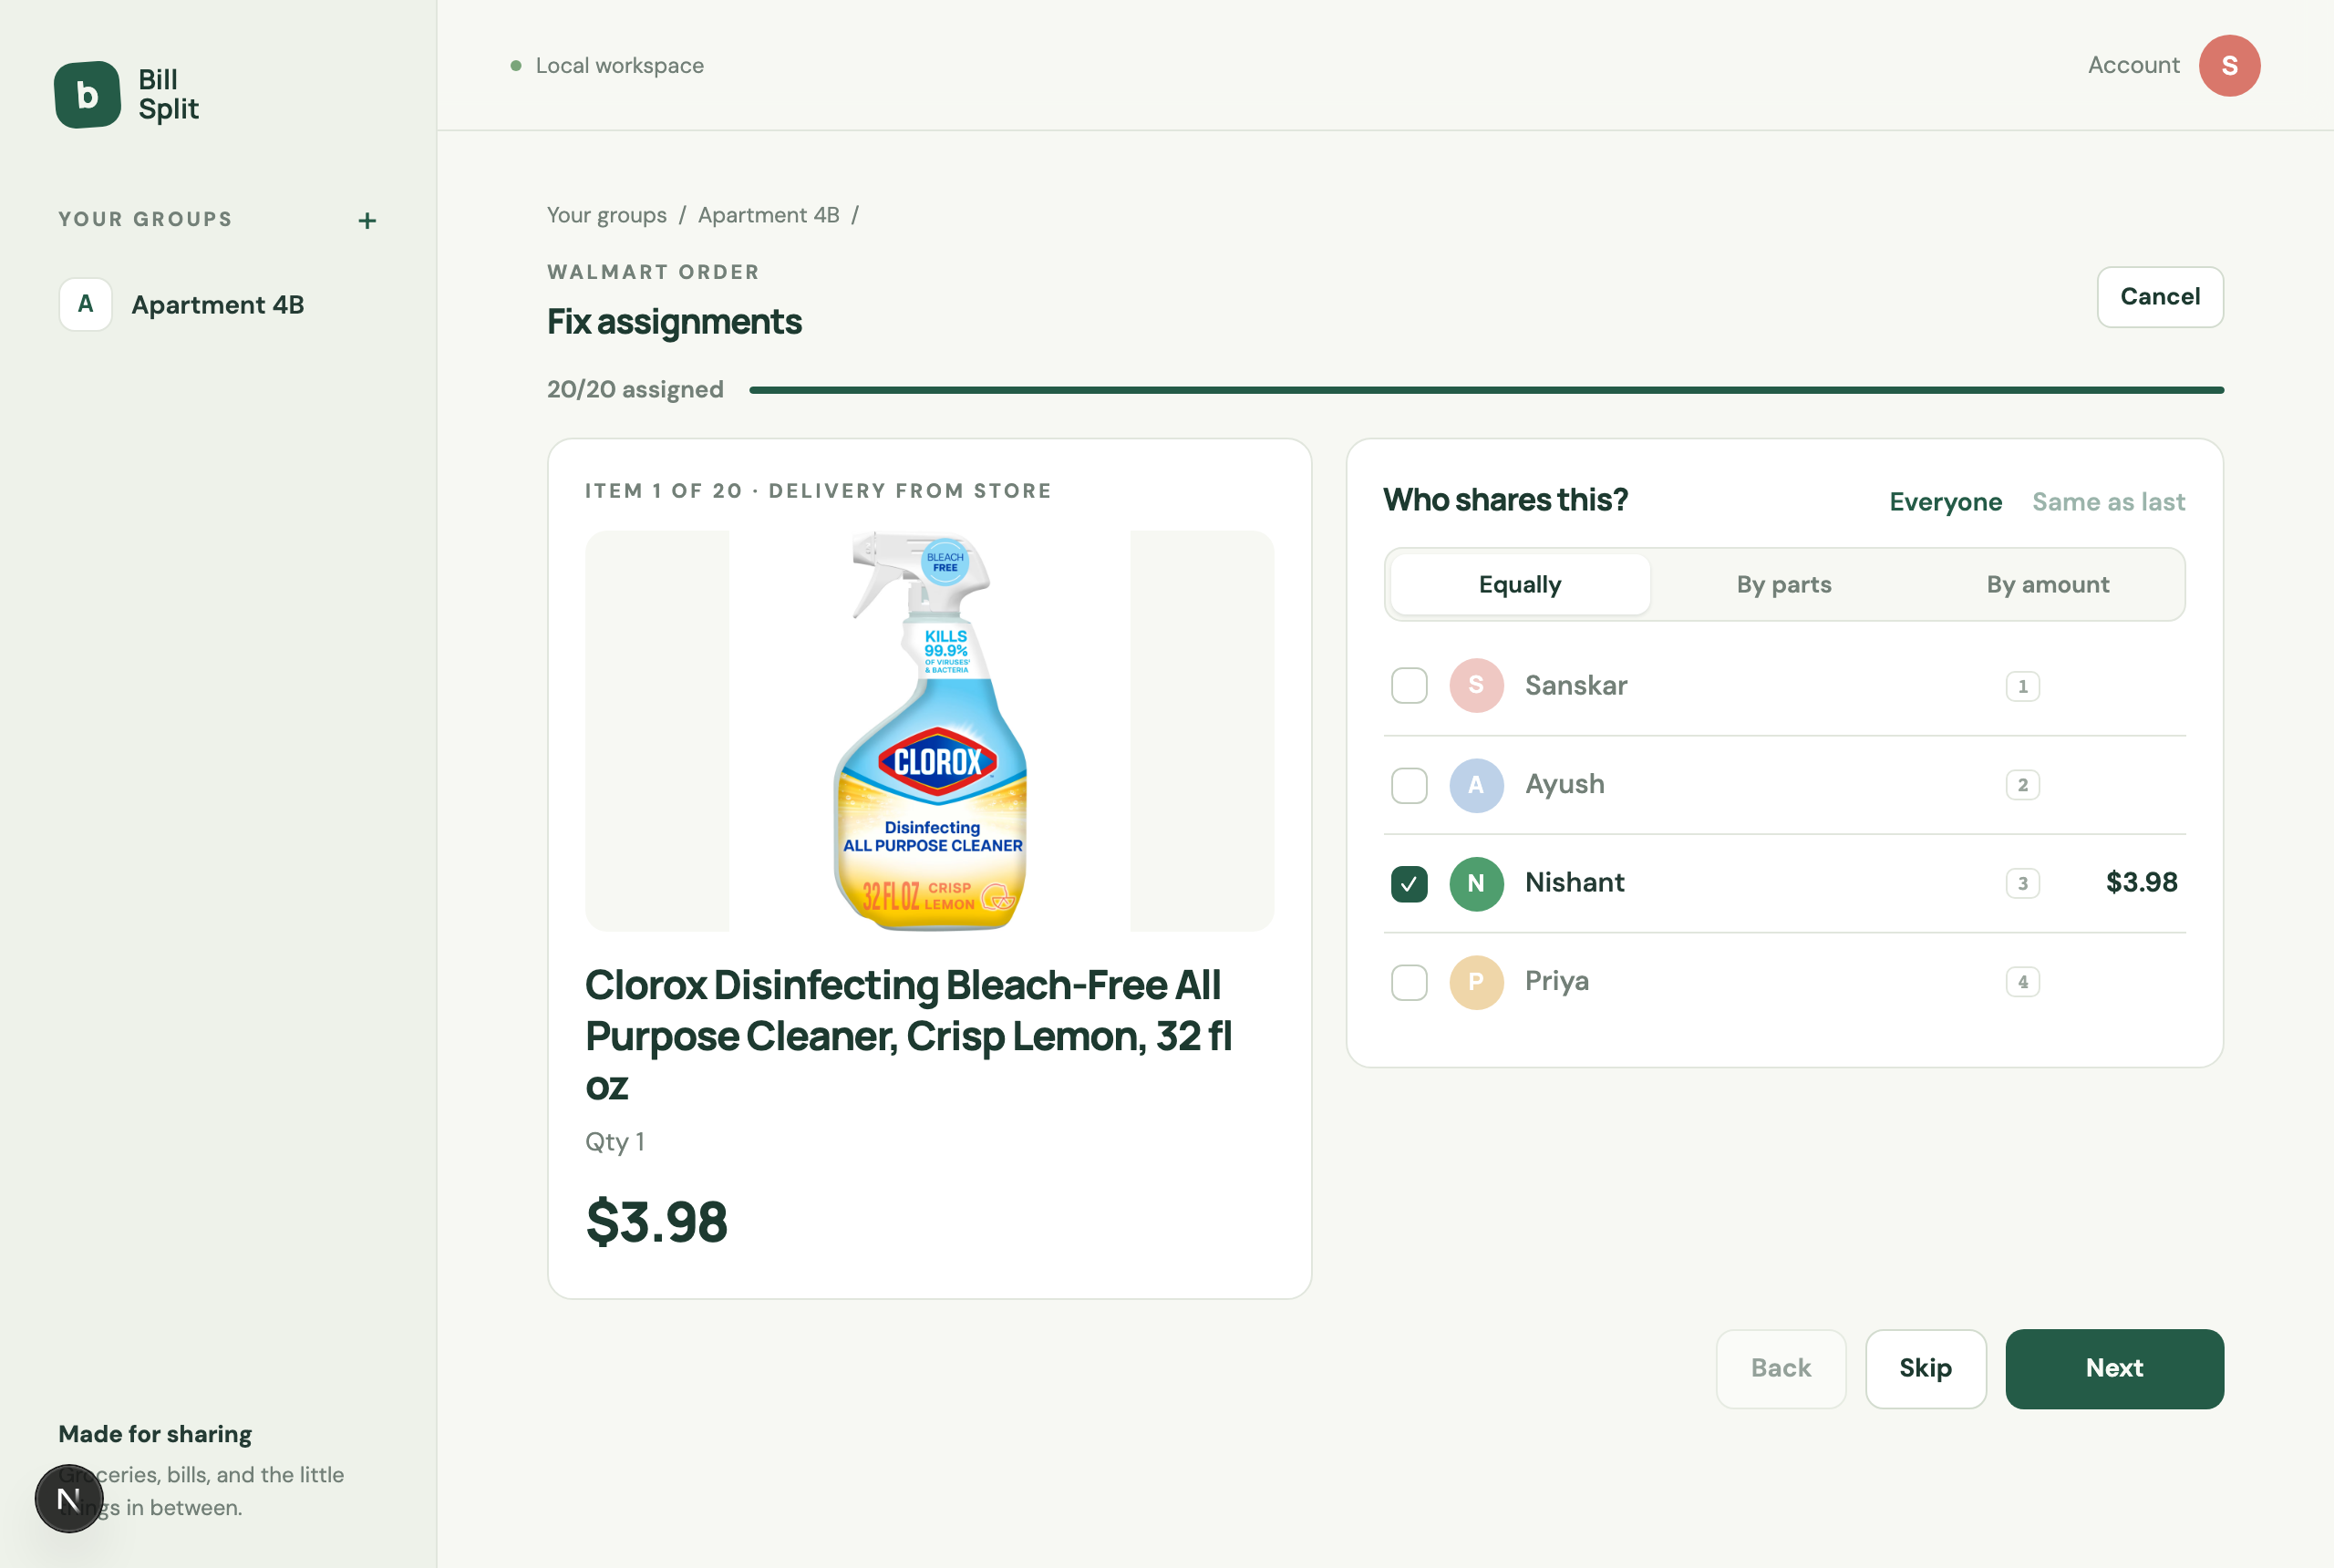 b
Bill
Split
YOUR GROUPS +
A Apartment 4B
Made for sharing
Groceries, bills, and the little
in between.
N
Local workspace
Account S
Your groups / Apartment 4B /
WALMART ORDER
Fix assignments
Cancel
20/20 assigned
ITEM 1 OF 20 · DELIVERY FROM STORE
BLEACH
FREE
KILLS
99.9%
OF VIRUSES
& BACTERIA
CLOROX
Disinfecting
ALL PURPOSE CLEANER
32 FL OZ CRISP
LEMON
Clorox Disinfecting Bleach-Free All
Purpose Cleaner, Crisp Lemon, 32 fl
oz
Qty 1
$3.98
Who shares this? Everyone Same as last
Equally By parts By amount
S Sanskar 1
A Ayush 2
N Nishant 3 $3.98
P Priya 4
Back Skip Next